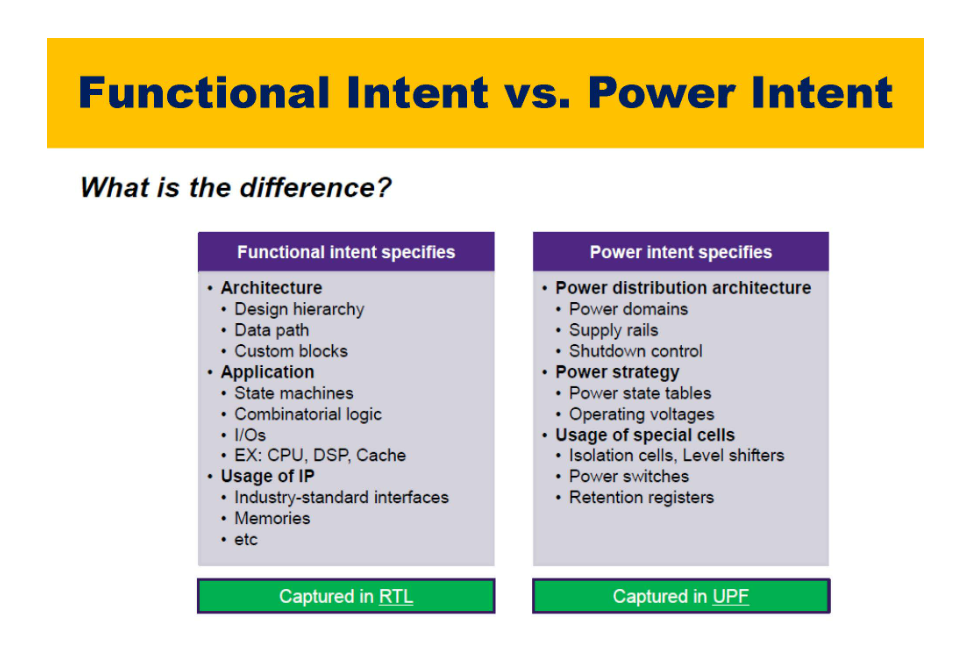 Functional Intent vs. Power Intent
What is the difference?
Functional intent specifies
• Architecture
• Design hierarchy
• Data path
• Custom blocks
• Application
• State machines
• Combinatorial logic
• I/Os
• EX: CPU, DSP, Cache
• Usage of IP
• Industry-standard interfaces
• Memories
• etc
Captured in RTL
Power intent specifies
• Power distribution architecture
• Power domains
• Supply rails
• Shutdown control
• Power strategy
• Power state tables
• Operating voltages
• Usage of special cells
• Isolation cells, Level shifters
• Power switches
• Retention registers
Captured in UPF